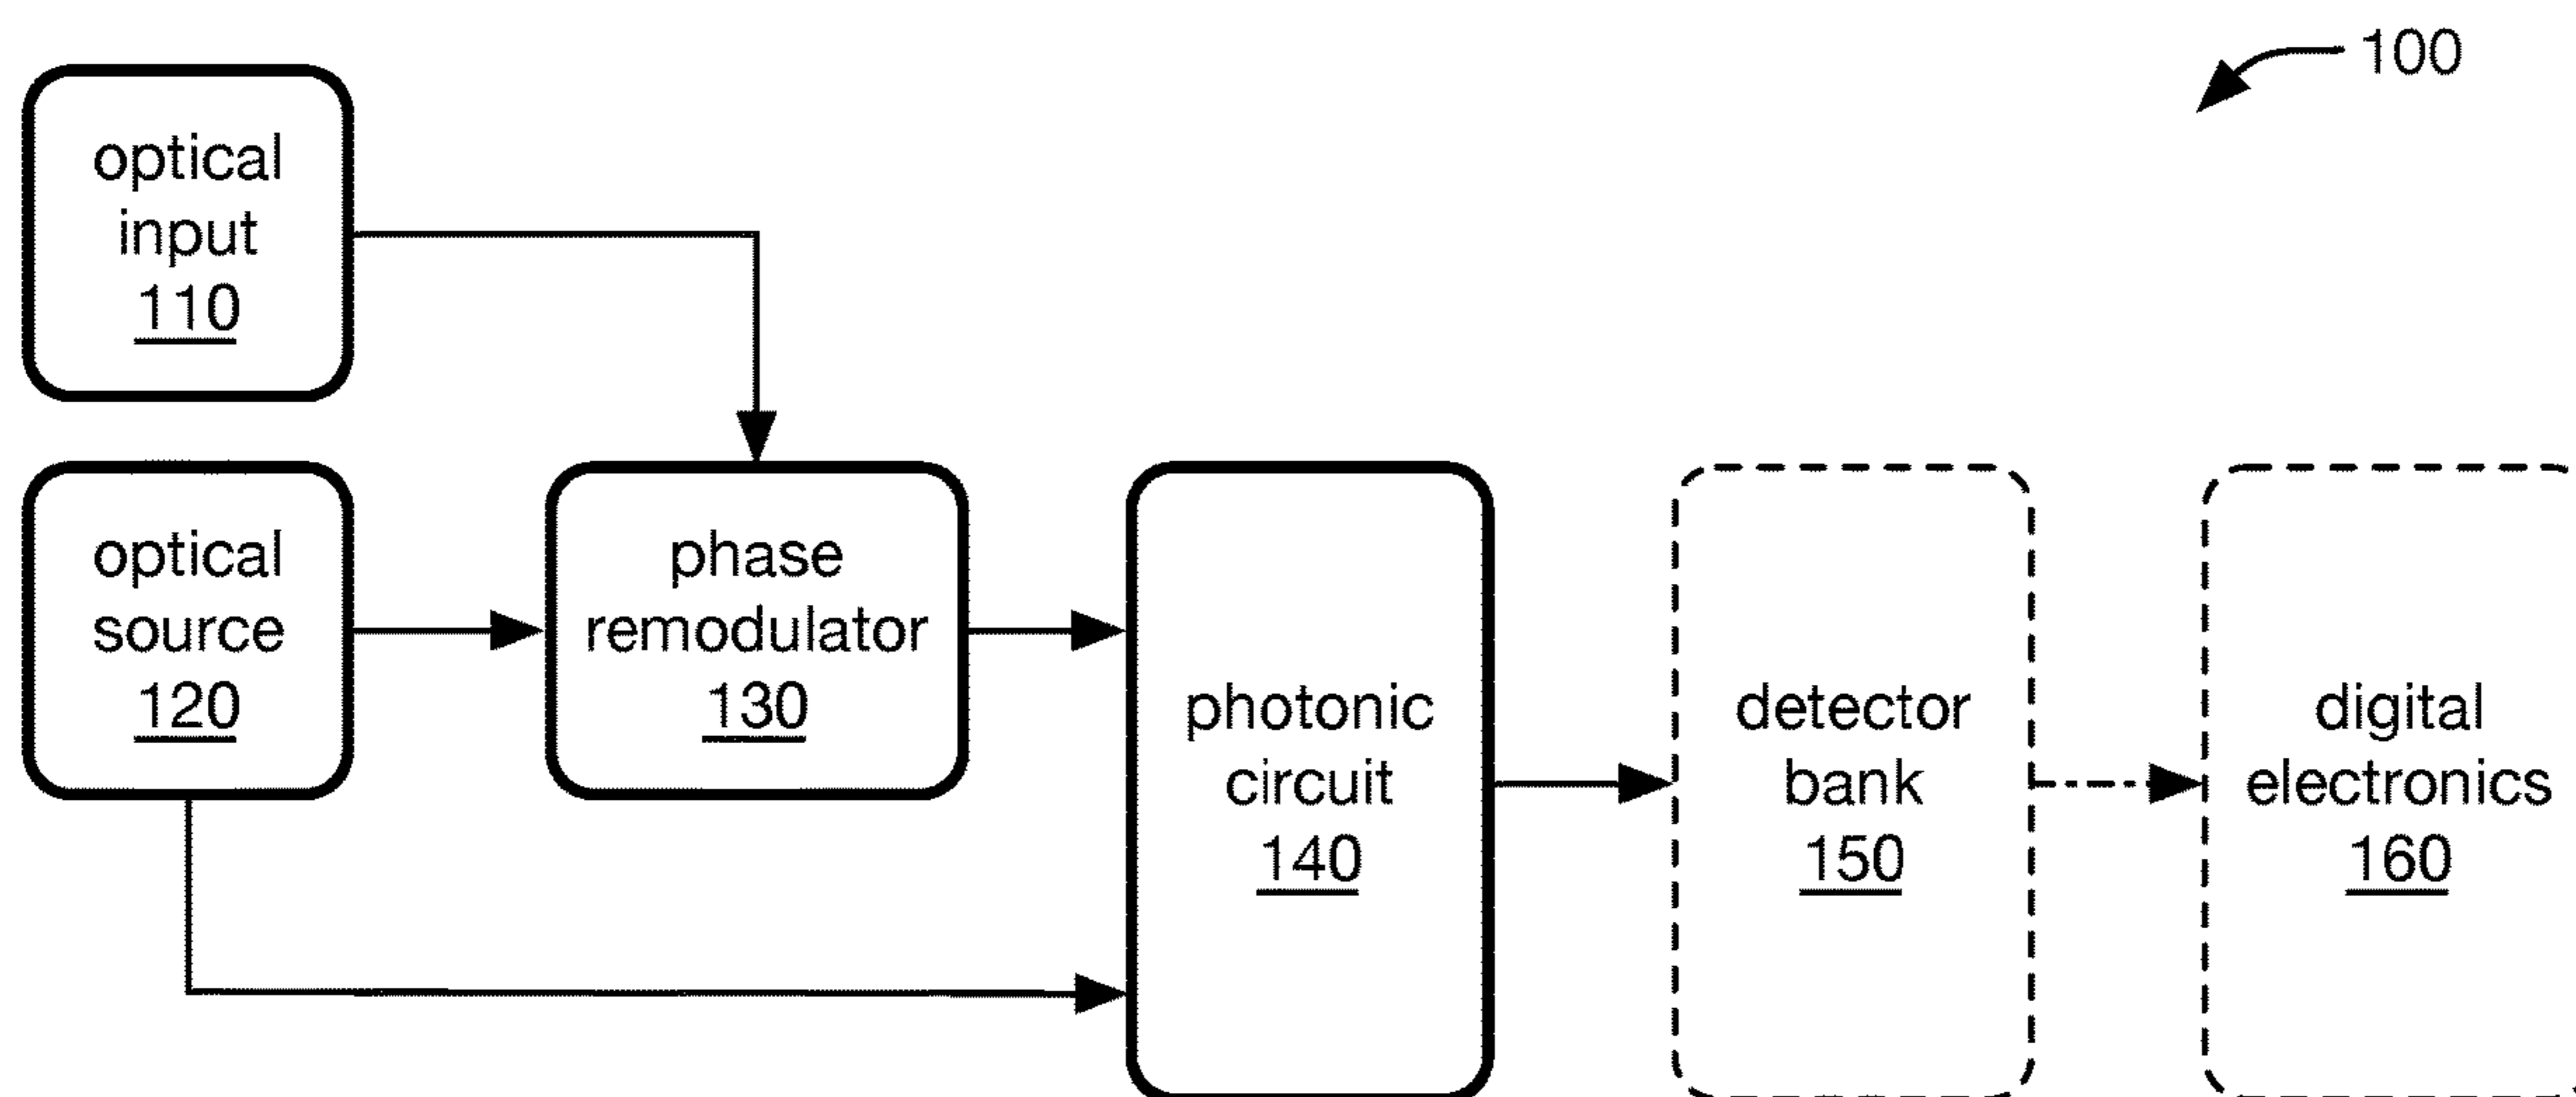 100
optical
input
110
optical
source
120
phase
remodulator
130
photonic
circuit
140
detector
bank
150
digital
electronics
160